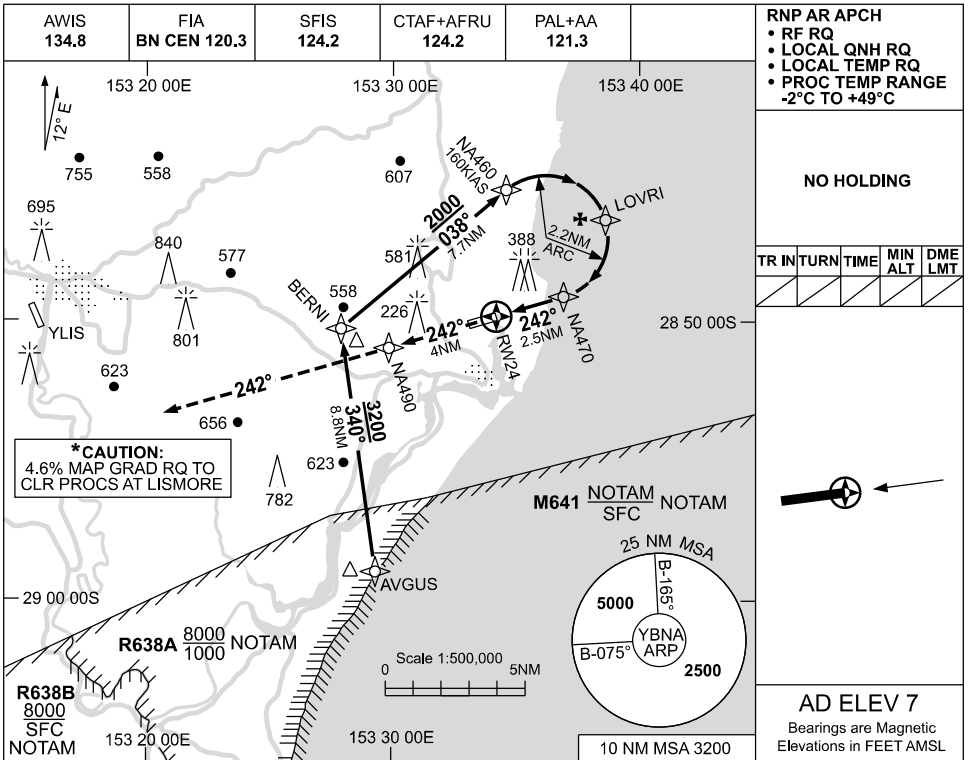 AWIS
134.8
FIA
BN CEN 120.3
SFIS
124.2
CTAF+AFRU
124.2
PAL+AA
121.3
RNP AR APCH
• RF RQ
• LOCAL QNH RQ
• LOCAL TEMP RQ
• PROC TEMP RANGE
-2°C TO +49°C
NO HOLDING
TR IN
TURN
TIME
MIN ALT
DME LMT
153 20 00E
153 30 00E
153 40 00E
12° E
755
558
607
NA460
160KIAS
LOVRI
695
840
577
2000
038°
7.7NM
581
388
2.2NM
ARC
BERNI
558
226
801
YLIS
242°
4NM
RW24
242°
2.5NM
NA470
28 50 00S
NA490
242°
623
656
3200
340°
8.8NM
*CAUTION:
4.6% MAP GRAD RQ TO
CLR PROCS AT LISMORE
623
782
M641 NOTAM
SFC NOTAM
25 NM MSA
B-165°
5000
YBNA
ARP
B-075°
2500
AVGUS
29 00 00S
R638A 8000
1000 NOTAM
Scale 1:500,000
0
5NM
R638B
8000
SFC
NOTAM
153 20 00E
153 30 00E
10 NM MSA 3200
AD ELEV 7
Bearings are Magnetic
Elevations in FEET AMSL